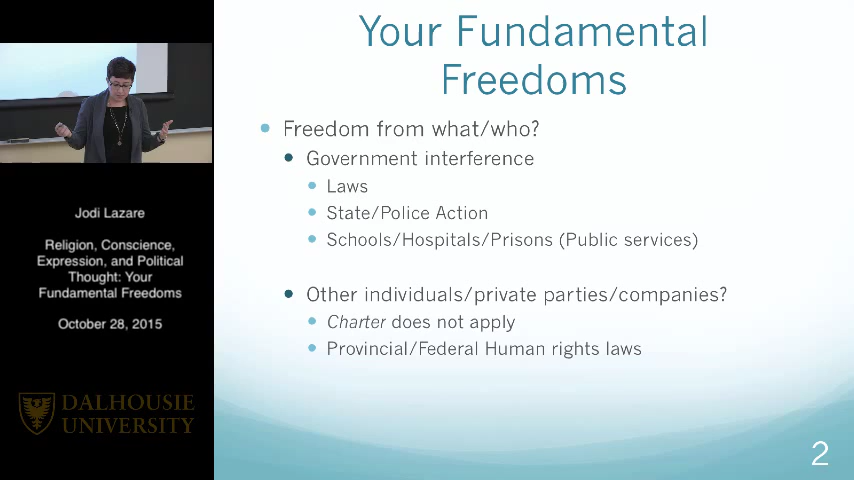 Your Fundamental
Freedoms
Freedom from what/who?
Government interference
Laws
State/Police Action
Schools/Hospitals/Prisons (Public services)
Other individuals/private parties/companies?
Charter does not apply
Provincial/Federal Human rights laws
2
Jodi Lazare
Religion, Conscience,
Expression, and Political
Thought: Your
Fundamental Freedoms
October 28, 2015
DALHOUSIE
UNIVERSITY